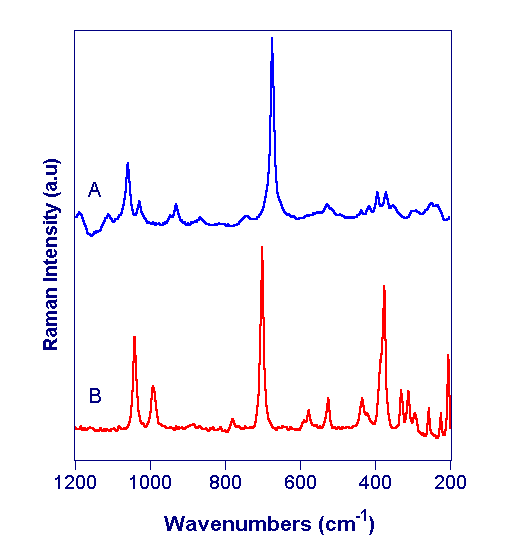 A
B
Raman Intensity (a.u)
1200 1000 800 600 400 200
Wavenumbers (cm⁻¹)